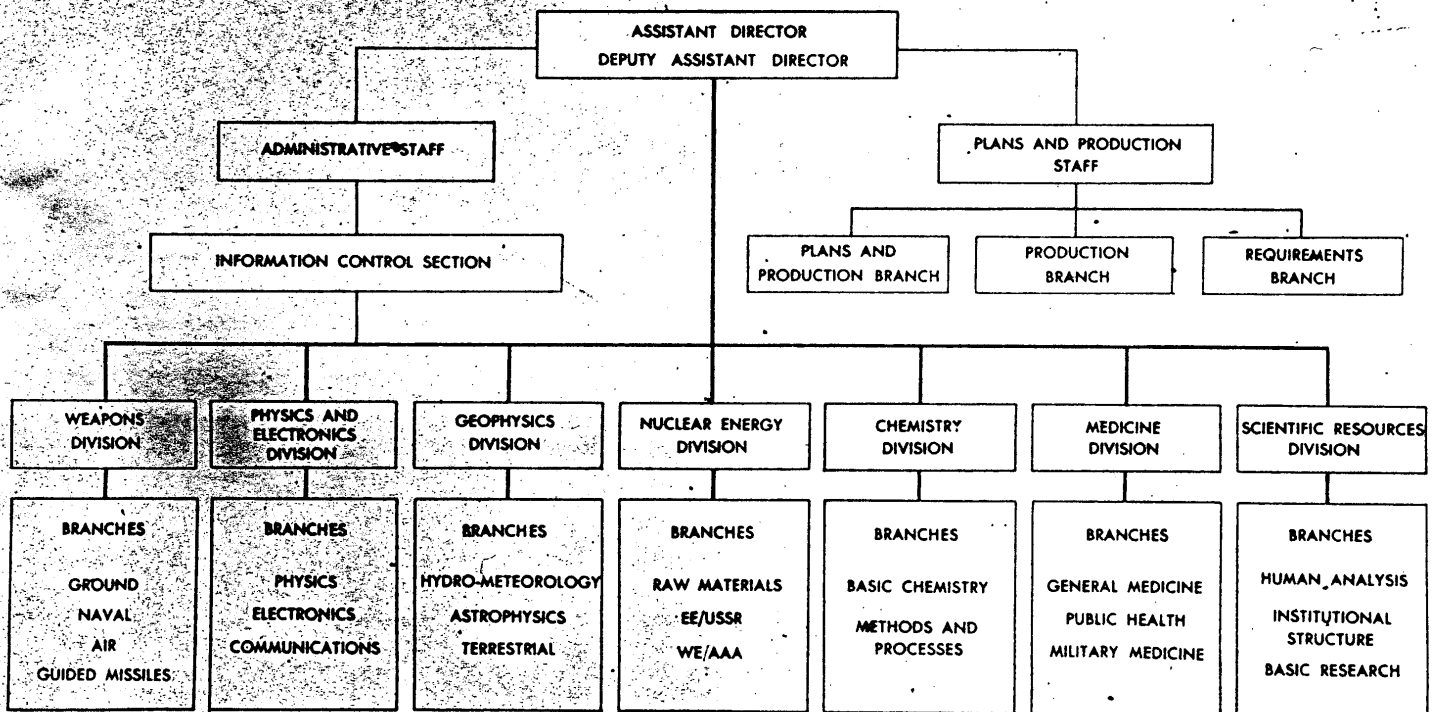 ASSISTANT DIRECTOR
DEPUTY ASSISTANT DIRECTOR
ADMINISTRATIVE STAFF
PLANS AND PRODUCTION
STAFF
INFORMATION CONTROL SECTION
PLANS AND
PRODUCTION BRANCH
PRODUCTION
BRANCH
REQUIREMENTS
BRANCH
WEAPONS
DIVISION
PHYSICS AND
ELECTRONICS
DIVISION
GEOPHYSICS
DIVISION
NUCLEAR ENERGY
DIVISION
CHEMISTRY
DIVISION
MEDICINE
DIVISION
SCIENTIFIC RESOURCES
DIVISION
BRANCHES
GROUND
NAVAL
AIR
GUIDED MISSILES
BRANCHES
PHYSICS
ELECTRONICS
COMMUNICATIONS
BRANCHES
HYDRO-METEOROLOGY
ASTROPHYSICS
TERRESTRIAL
BRANCHES
RAW MATERIALS
EE/USSR
WE/AAA
BRANCHES
BASIC CHEMISTRY
METHODS AND
PROCESSES
BRANCHES
GENERAL MEDICINE
PUBLIC HEALTH
MILITARY MEDICINE
BRANCHES
HUMAN ANALYSIS
INSTITUTIONAL
STRUCTURE
BASIC RESEARCH